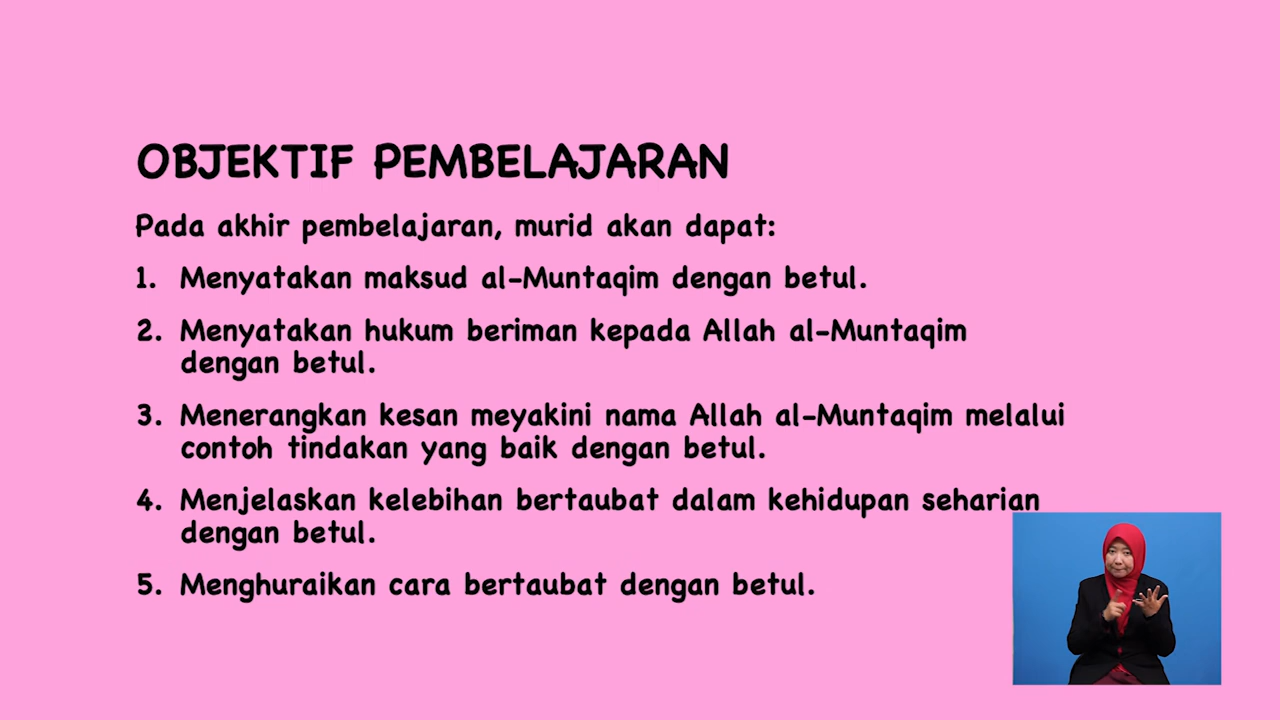 OBJEKTIF PEMBELAJARAN
Pada akhir pembelajaran, murid akan dapat:
1. Menyatakan maksud al-Muntaqim dengan betul.
2. Menyatakan hukum beriman kepada Allah al-Muntaqim
dengan betul.
3. Menerangkan kesan meyakini nama Allah al-Muntaqim melalui
contoh tindakan yang baik dengan betul.
4. Menjelaskan kelebihan bertaubat dalam kehidupan seharian
dengan betul.
5. Menghuraikan cara bertaubat dengan betul.